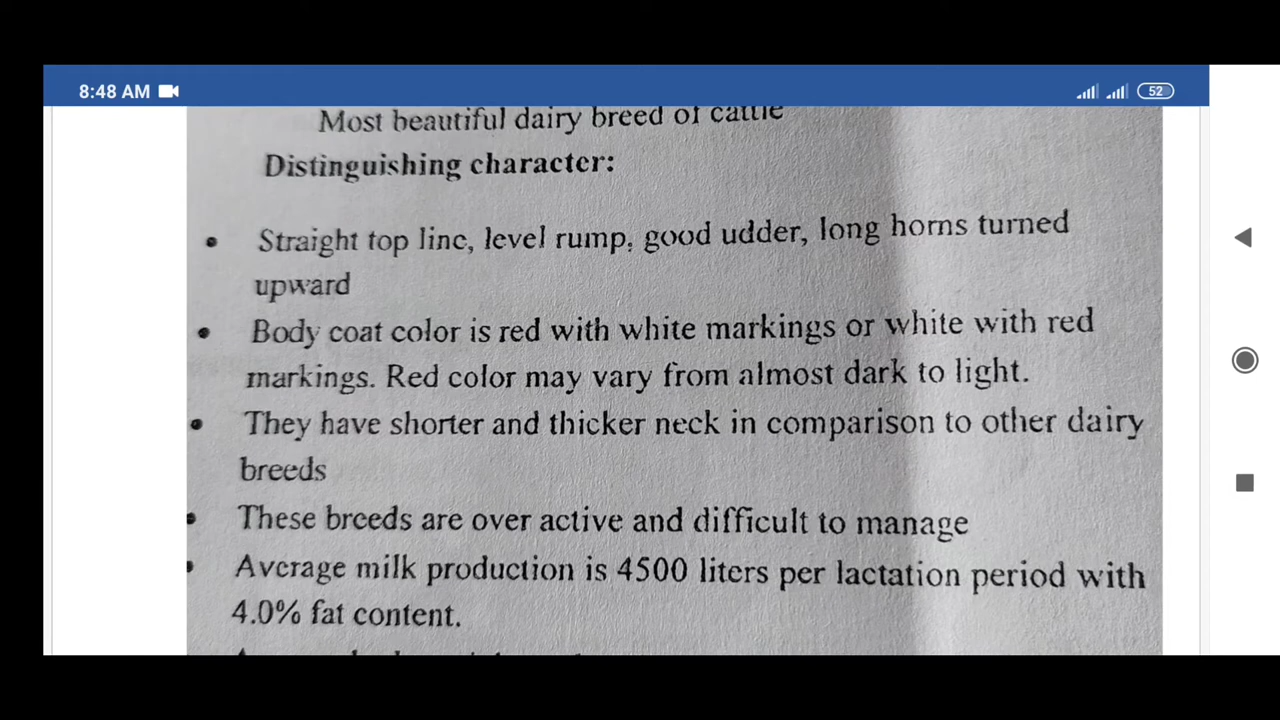 8:48 AM
52
Most beautiful dairy breed of cattle
Distinguishing character:
• Straight top line, level rump, good udder, long horns turned
upward
• Body coat color is red with white markings or white with red
markings. Red color may vary from almost dark to light.
• They have shorter and thicker neck in comparison to other dairy
breeds
• These breeds are over active and difficult to manage
• Average milk production is 4500 liters per lactation period with
4.0% fat content.